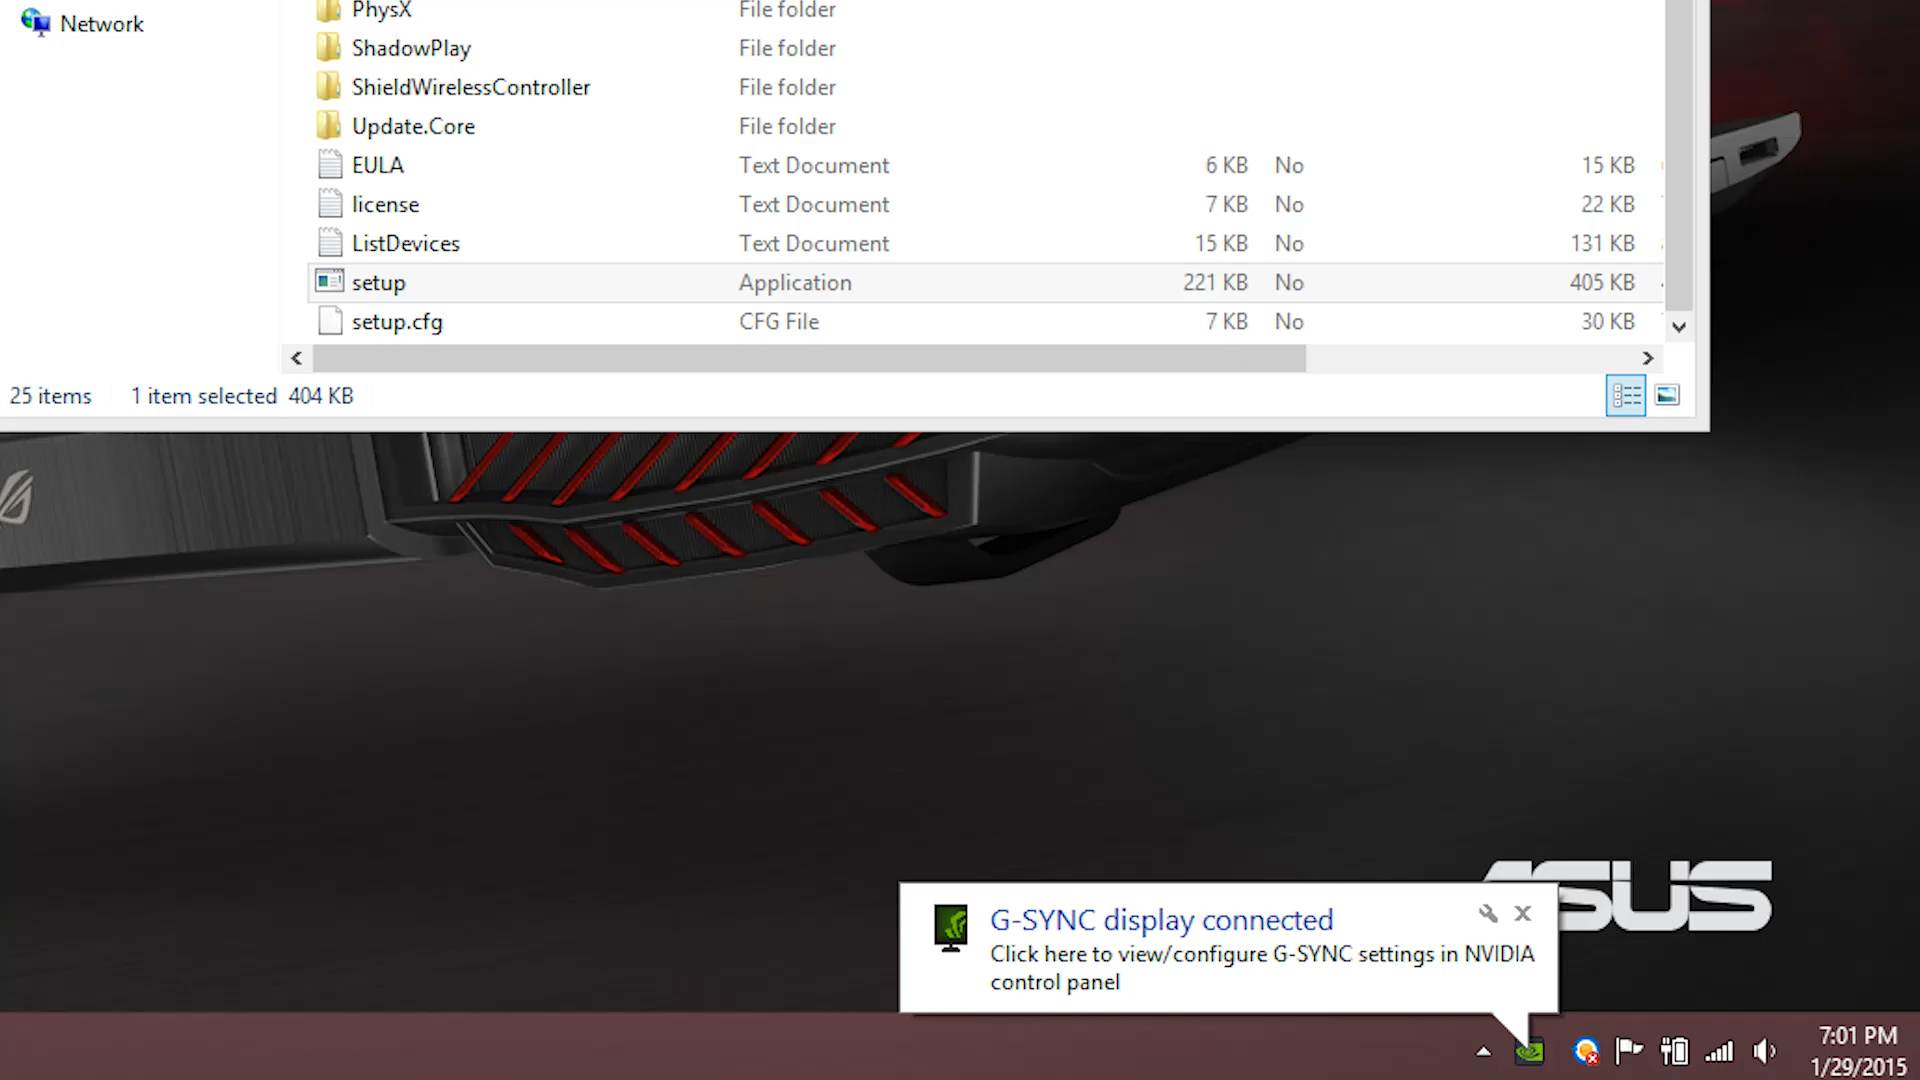 Network
PhysX File folder
ShadowPlay File folder
ShieldWirelessController File folder
Update.Core File folder
EULA Text Document 6 KB No 15 KB
license Text Document 7 KB No 22 KB
ListDevices Text Document 15 KB No 131 KB
setup Application 221 KB No 405 KB
setup.cfg CFG File 7 KB No 30 KB
25 items 1 item selected 404 KB
ASUS
G-SYNC display connected
Click here to view/configure G-SYNC settings in NVIDIA
control panel
7:01 PM
1/29/2015